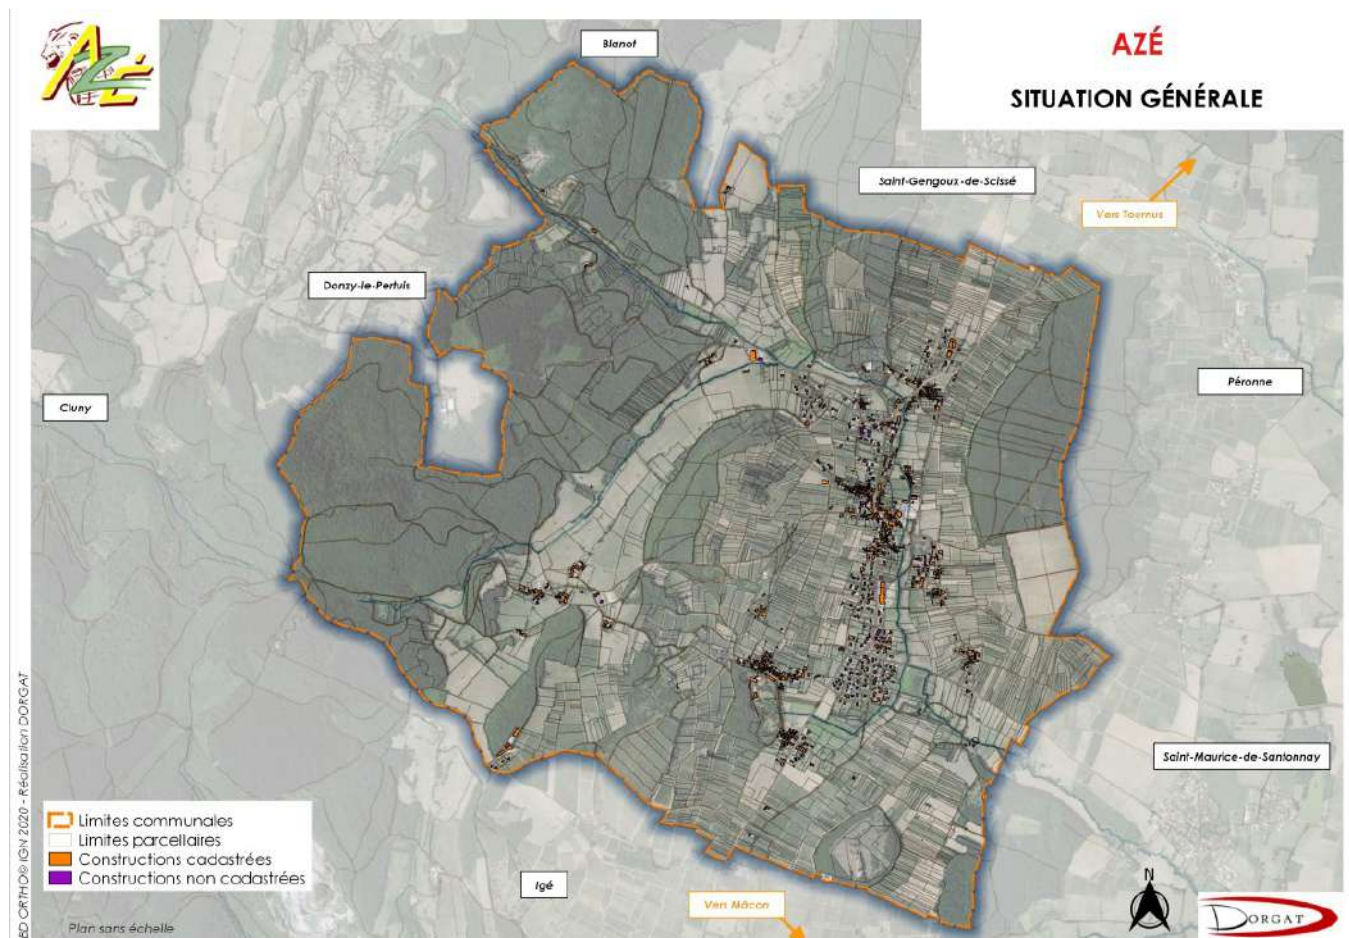 AZÉ
Blanot
AZÉ
SITUATION GÉNÉRALE
Saint-Gengoux-de-Scissé
Vers Tournus
Donzy-le-Pertuis
Péronne
Cluny
Saint-Maurice-de-Santonnay
Limites communales
Limites parcellaires
Constructions cadastrées
Constructions non cadastrées
Igé
Vers Mâcon
N
DORGAT
Plan sans échelle
BD ORTHO® IGN 2020 - Réalisation DORGAT